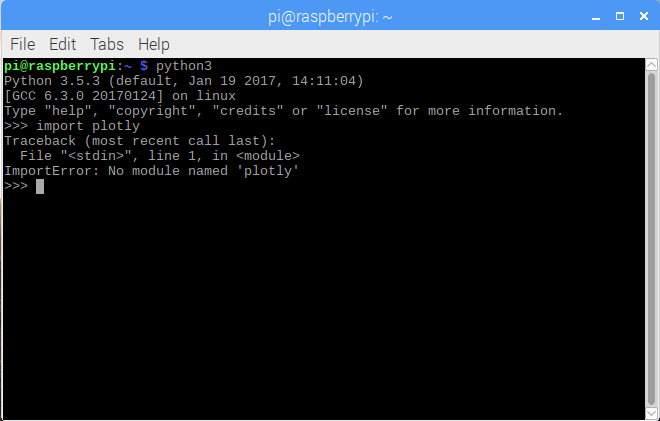 pi@raspberrypi: ~
File Edit Tabs Help
pi@raspberrypi:~ $ python3
Python 3.5.3 (default, Jan 19 2017, 14:11:04)
[GCC 6.3.0 20170124] on linux
Type "help", "copyright", "credits" or "license" for more information.
>>> import plotly
Traceback (most recent call last):
  File "<stdin>", line 1, in <module>
ImportError: No module named 'plotly'
>>>